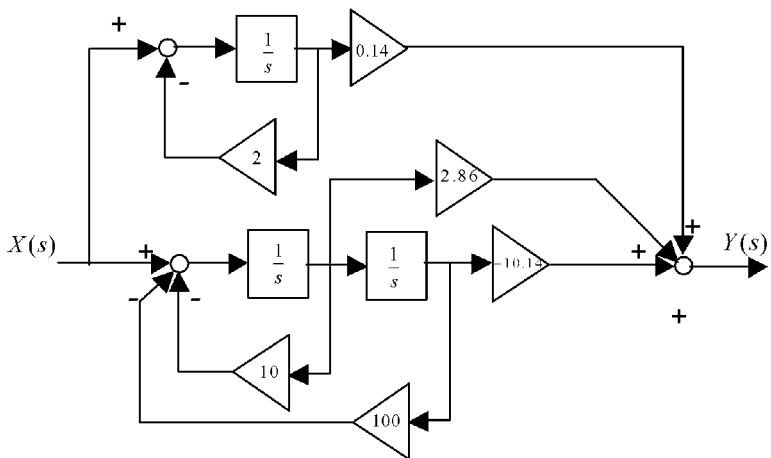 +
1/s
0.14
-
2
2.86
X(s)
+
1/s
1/s
-10.14
+
+
Y(s)
-
-
+
10
100